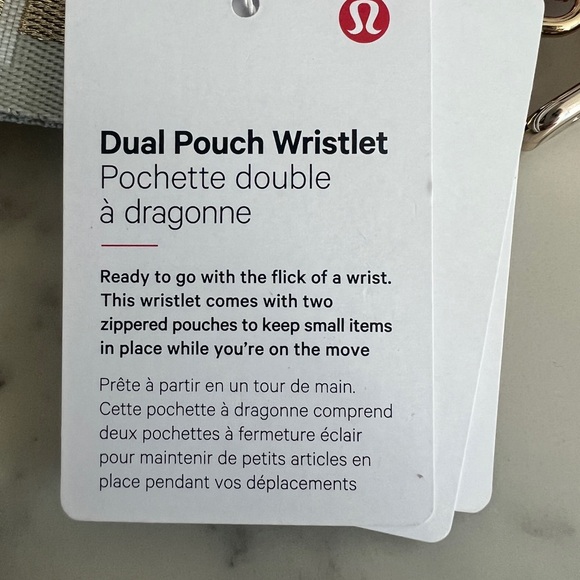 Dual Pouch Wristlet
Pochette double
à dragonne
Ready to go with the flick of a wrist.
This wristlet comes with two
zippered pouches to keep small items
in place while you're on the move
Prête à partir en un tour de main.
Cette pochette à dragonne comprend
deux pochettes à fermeture éclair
pour maintenir de petits articles en
place pendant vos déplacements